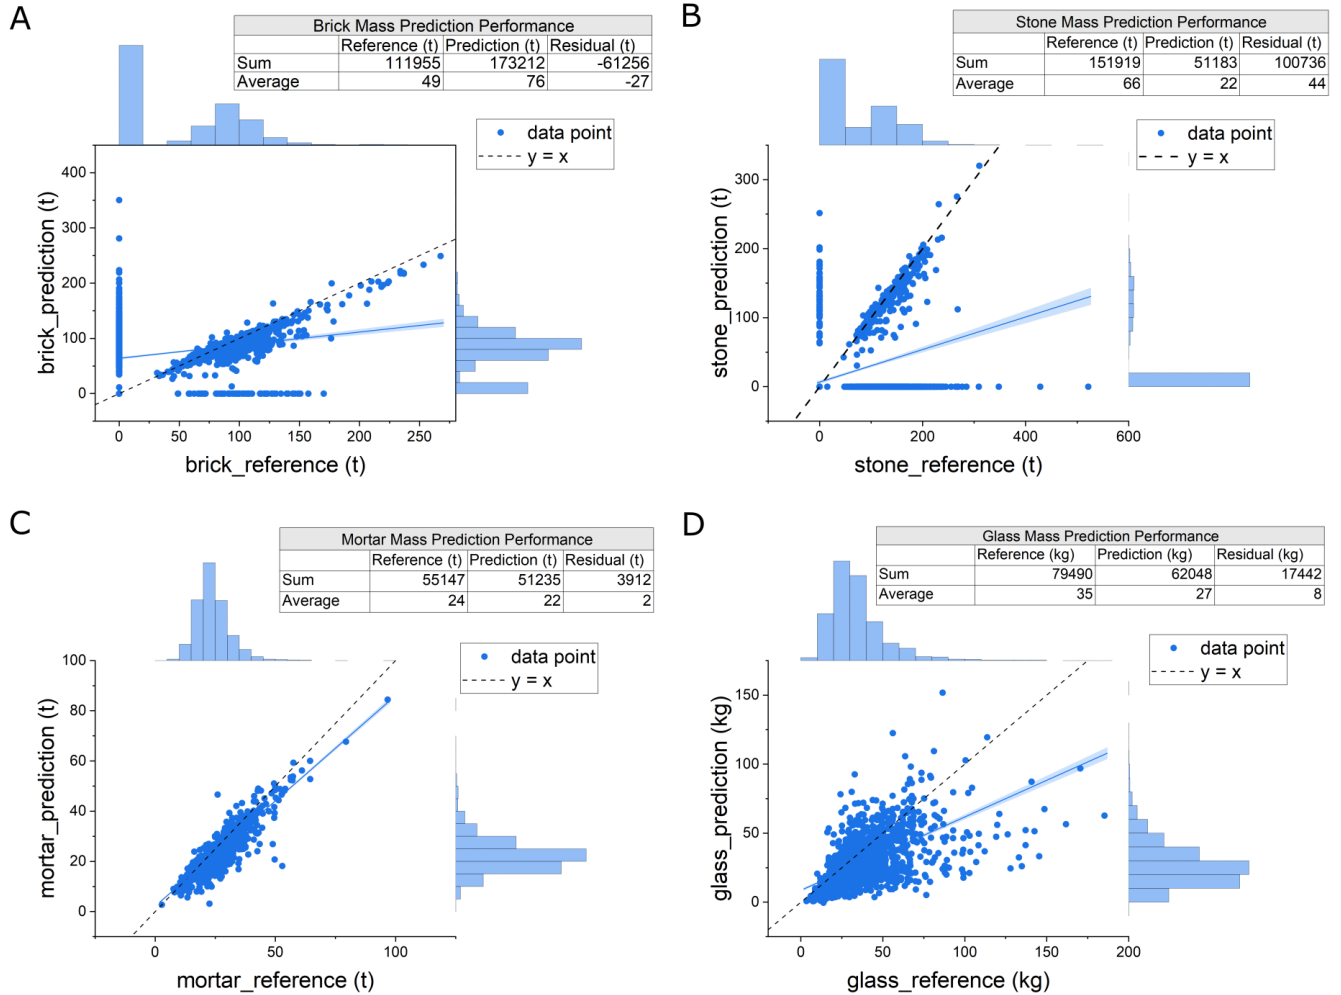 A
Brick Mass Prediction Performance
Reference (t) Prediction (t) Residual (t)
Sum 111955 173212 -61256
Average 49 76 -27
data point
y = x
400
300
200
100
0
brick_prediction (t)
0 50 100 150 200 250
brick_reference (t)
B
Stone Mass Prediction Performance
Reference (t) Prediction (t) Residual (t)
Sum 151919 51183 100736
Average 66 22 44
data point
y = x
300
200
100
0
stone_prediction (t)
0 200 400 600
stone_reference (t)
C
Mortar Mass Prediction Performance
Reference (t) Prediction (t) Residual (t)
Sum 55147 51235 3912
Average 24 22 2
data point
y = x
100
80
60
40
20
0
mortar_prediction (t)
0 50 100
mortar_reference (t)
D
Glass Mass Prediction Performance
Reference (kg) Prediction (kg) Residual (kg)
Sum 79490 62048 17442
Average 35 27 8
data point
y = x
150
100
50
0
glass_prediction (kg)
0 50 100 150 200
glass_reference (kg)